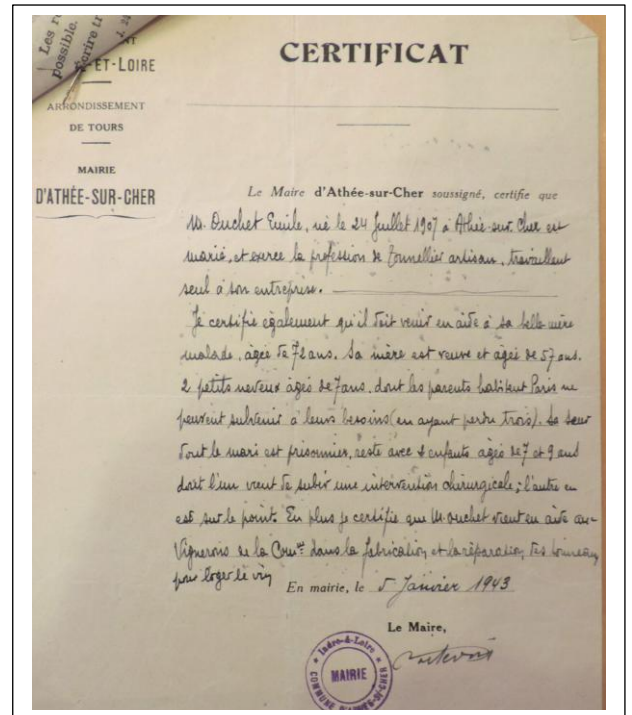 Les
possible.
CERTIFICAT
-ET-LOIRE
ARRONDISSEMENT
DE TOURS
MAIRIE
D'ATHÉE-SUR-CHER
Le Maire d'Athée-sur-Cher soussigné, certifie que
M. Ouchet Emile, né le 24 Juillet 1907 à Athée-sur-Cher est
marié, et exerce la profession de Tonnellier artisan, travaillent
seul à son entreprise.
Je certifie également qu'il doit venir en aide à sa belle mère
malade, âgée de 72 ans. Sa mère est veuve et âgée de 57 ans.
2 petits neveux âgés de 7 ans, dont les parents habitent Paris ne
peuvent subvenir à leurs besoins (en ayant perdu trois). Sa sœur
dont le mari est prisonnier, reste avec 2 enfants âgés de 7 et 9 ans
dont l'un vient de subir une intervention chirurgicale; l'autre en
est sur le point. En plus je certifie que M. Ouchet vient en aide aux
Vignerons de la Comne dans la fabrication et la réparation des tonneaux
pour loger le vin
En mairie, le 5 Janvier 1943
Le Maire,
Indre-&-Loire
MAIRIE
COMMUNE D'ATHÉE-S-CHER